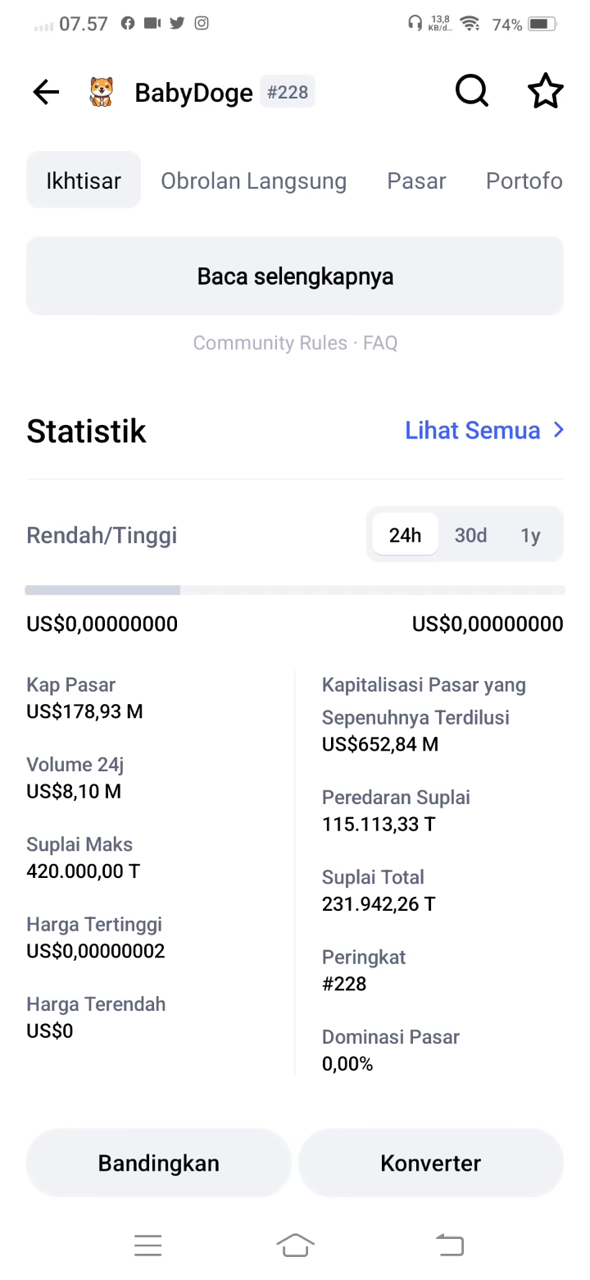 07.57 13,8 KB/d... 74%
BabyDoge #228
Ikhtisar Obrolan Langsung Pasar Portofo
Baca selengkapnya
Community Rules · FAQ
Statistik Lihat Semua >
Rendah/Tinggi 24h 30d 1y
US$0,00000000 US$0,00000000
Kap Pasar
US$178,93 M
Volume 24j
US$8,10 M
Suplai Maks
420.000,00 T
Harga Tertinggi
US$0,00000002
Harga Terendah
US$0
Kapitalisasi Pasar yang
Sepenuhnya Terdilusi
US$652,84 M
Peredaran Suplai
115.113,33 T
Suplai Total
231.942,26 T
Peringkat
#228
Dominasi Pasar
0,00%
Bandingkan Konverter